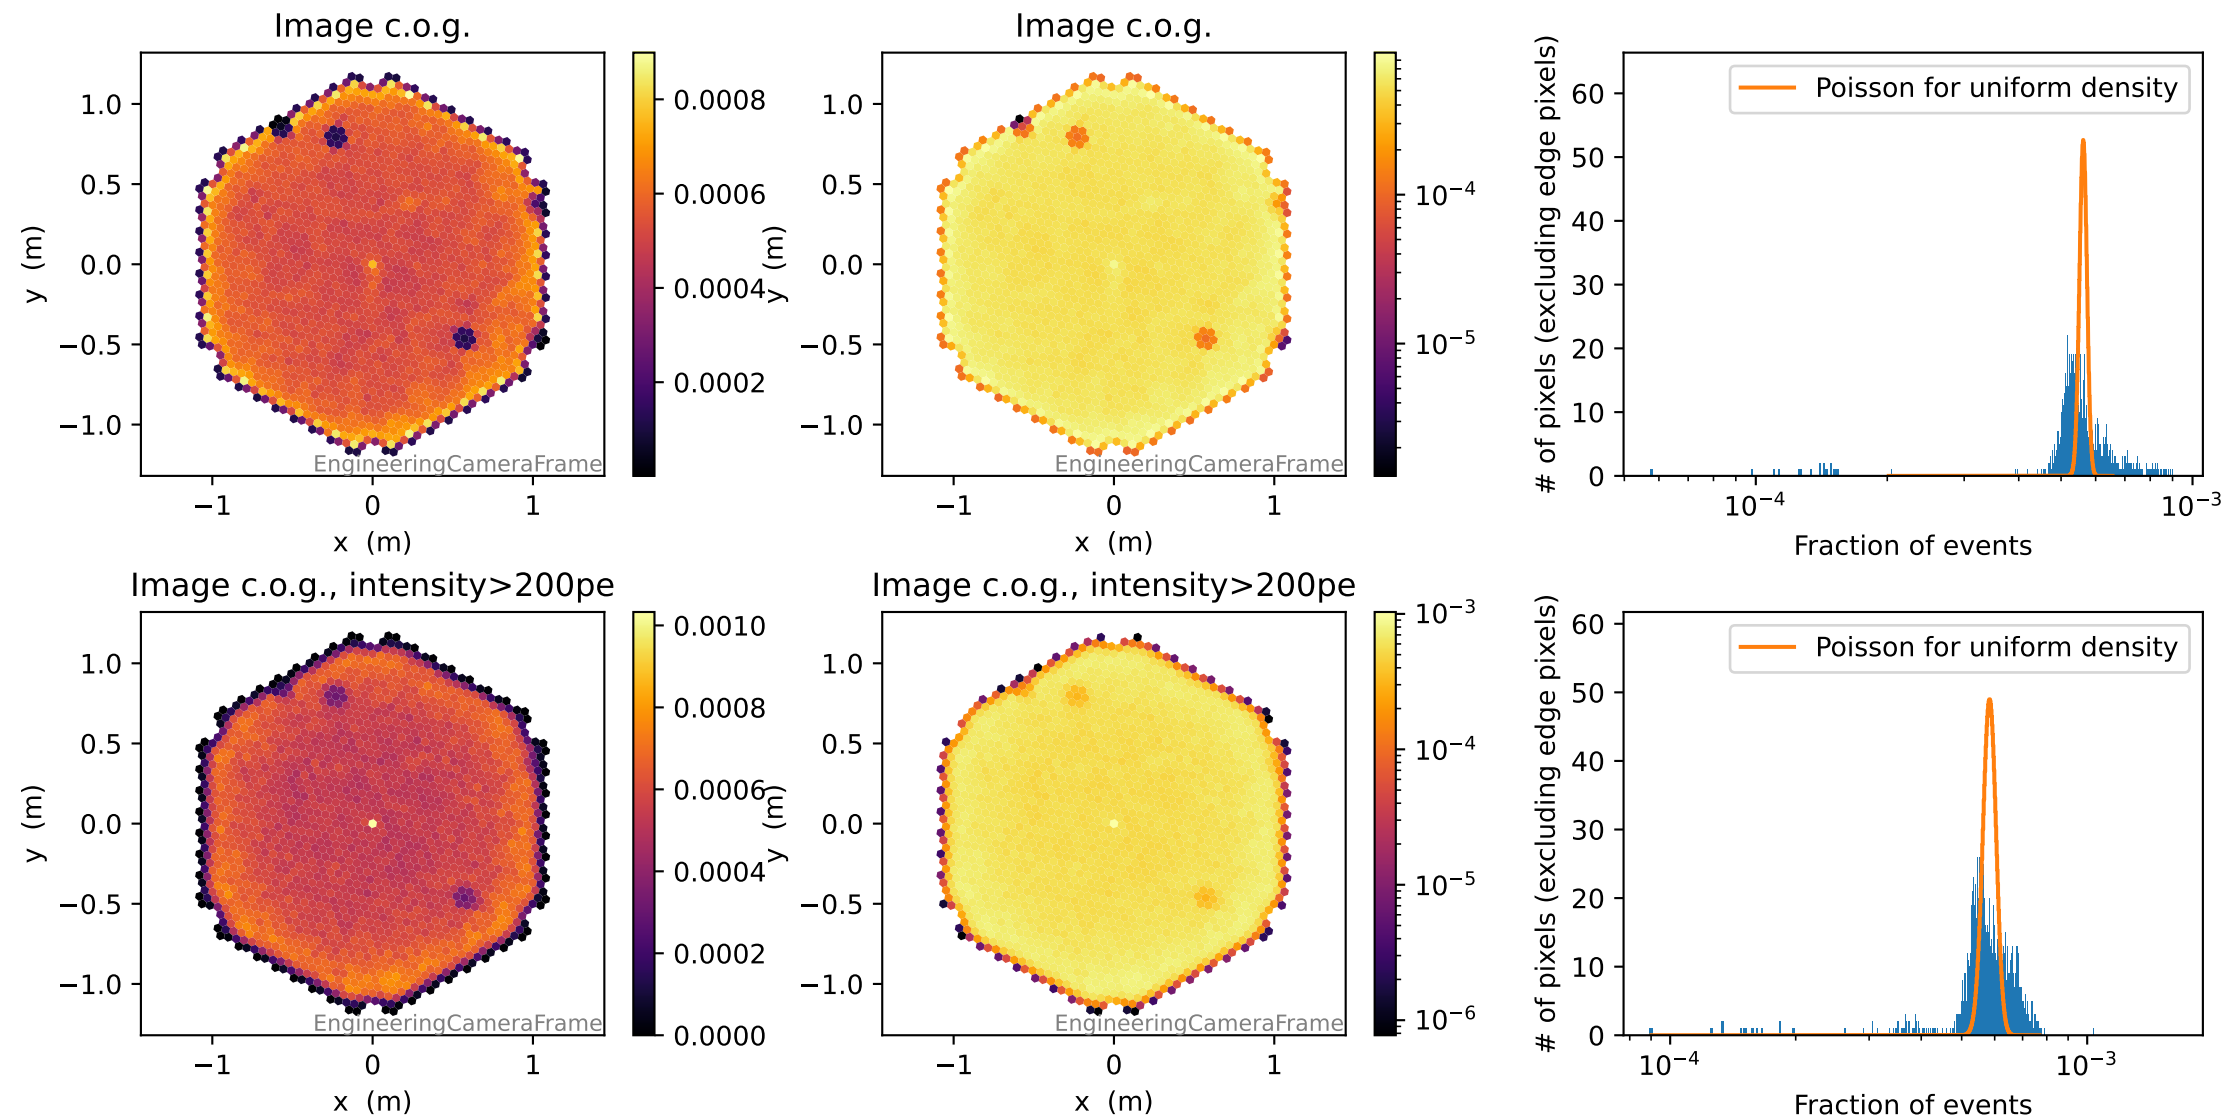 Image c.o.g.
1.0
0.5
0.0
−0.5
−1.0
y (m)
EngineeringCameraFrame
−1 0 1
x (m)
0.0008
0.0006
0.0004
0.0002
Image c.o.g.
1.0
0.5
0.0
−0.5
−1.0
y (m)
EngineeringCameraFrame
−1 0 1
x (m)
10⁻⁴
10⁻⁵
# of pixels (excluding edge pixels)
60
50
40
30
20
10
0
Poisson for uniform density
10⁻⁴ 10⁻³
Fraction of events
Image c.o.g., intensity>200pe
1.0
0.5
0.0
−0.5
−1.0
y (m)
EngineeringCameraFrame
−1 0 1
x (m)
0.0010
0.0008
0.0006
0.0004
0.0002
0.0000
Image c.o.g., intensity>200pe
1.0
0.5
0.0
−0.5
−1.0
y (m)
EngineeringCameraFrame
−1 0 1
x (m)
10⁻³
10⁻⁴
10⁻⁵
10⁻⁶
# of pixels (excluding edge pixels)
60
50
40
30
20
10
0
Poisson for uniform density
10⁻⁴ 10⁻³
Fraction of events